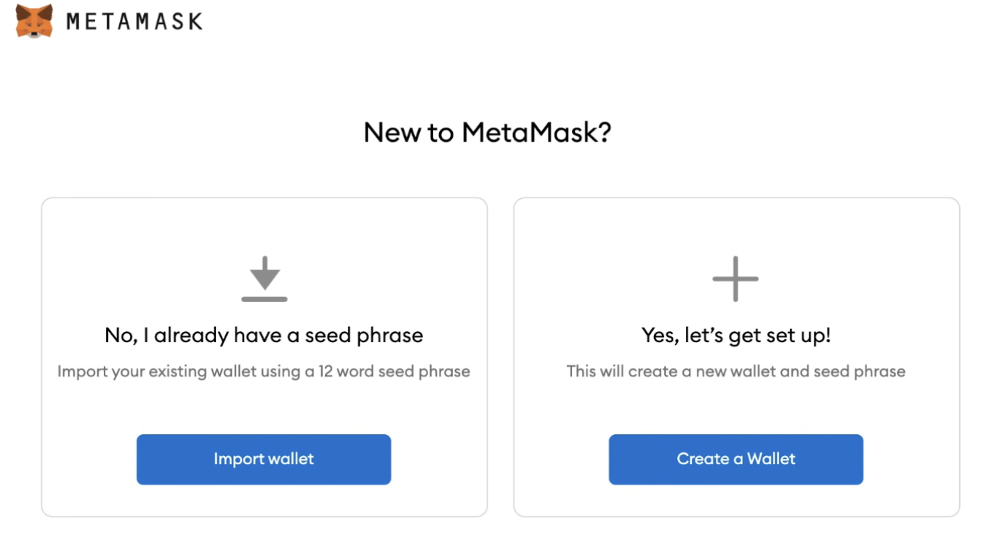 METAMASK
New to MetaMask?
No, I already have a seed phrase
Import your existing wallet using a 12 word seed phrase
Import wallet
Yes, let’s get set up!
This will create a new wallet and seed phrase
Create a Wallet